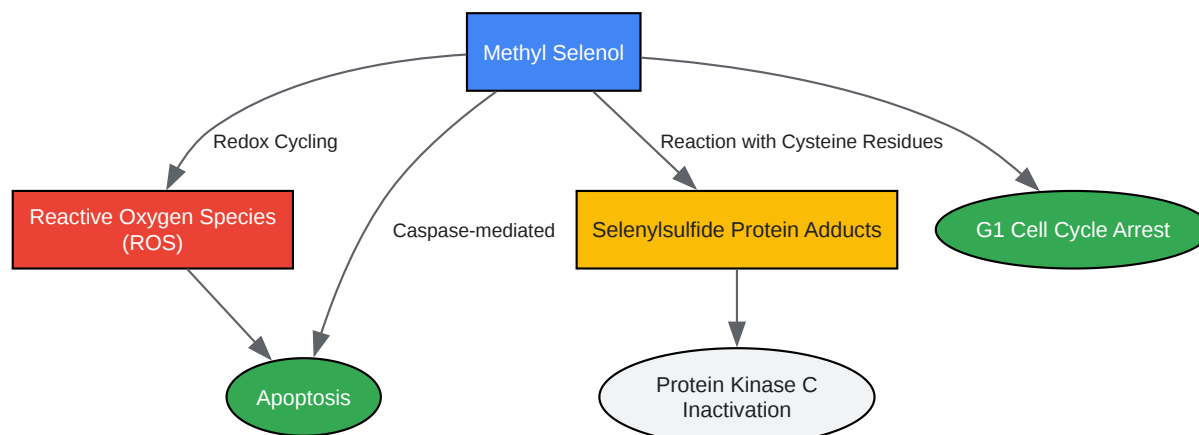 Methyl Selenol
Redox Cycling
Reaction with Cysteine Residues
Reactive Oxygen Species
(ROS)
Caspase-mediated
Selenylsulfide Protein Adducts
G1 Cell Cycle Arrest
Apoptosis
Protein Kinase C
Inactivation